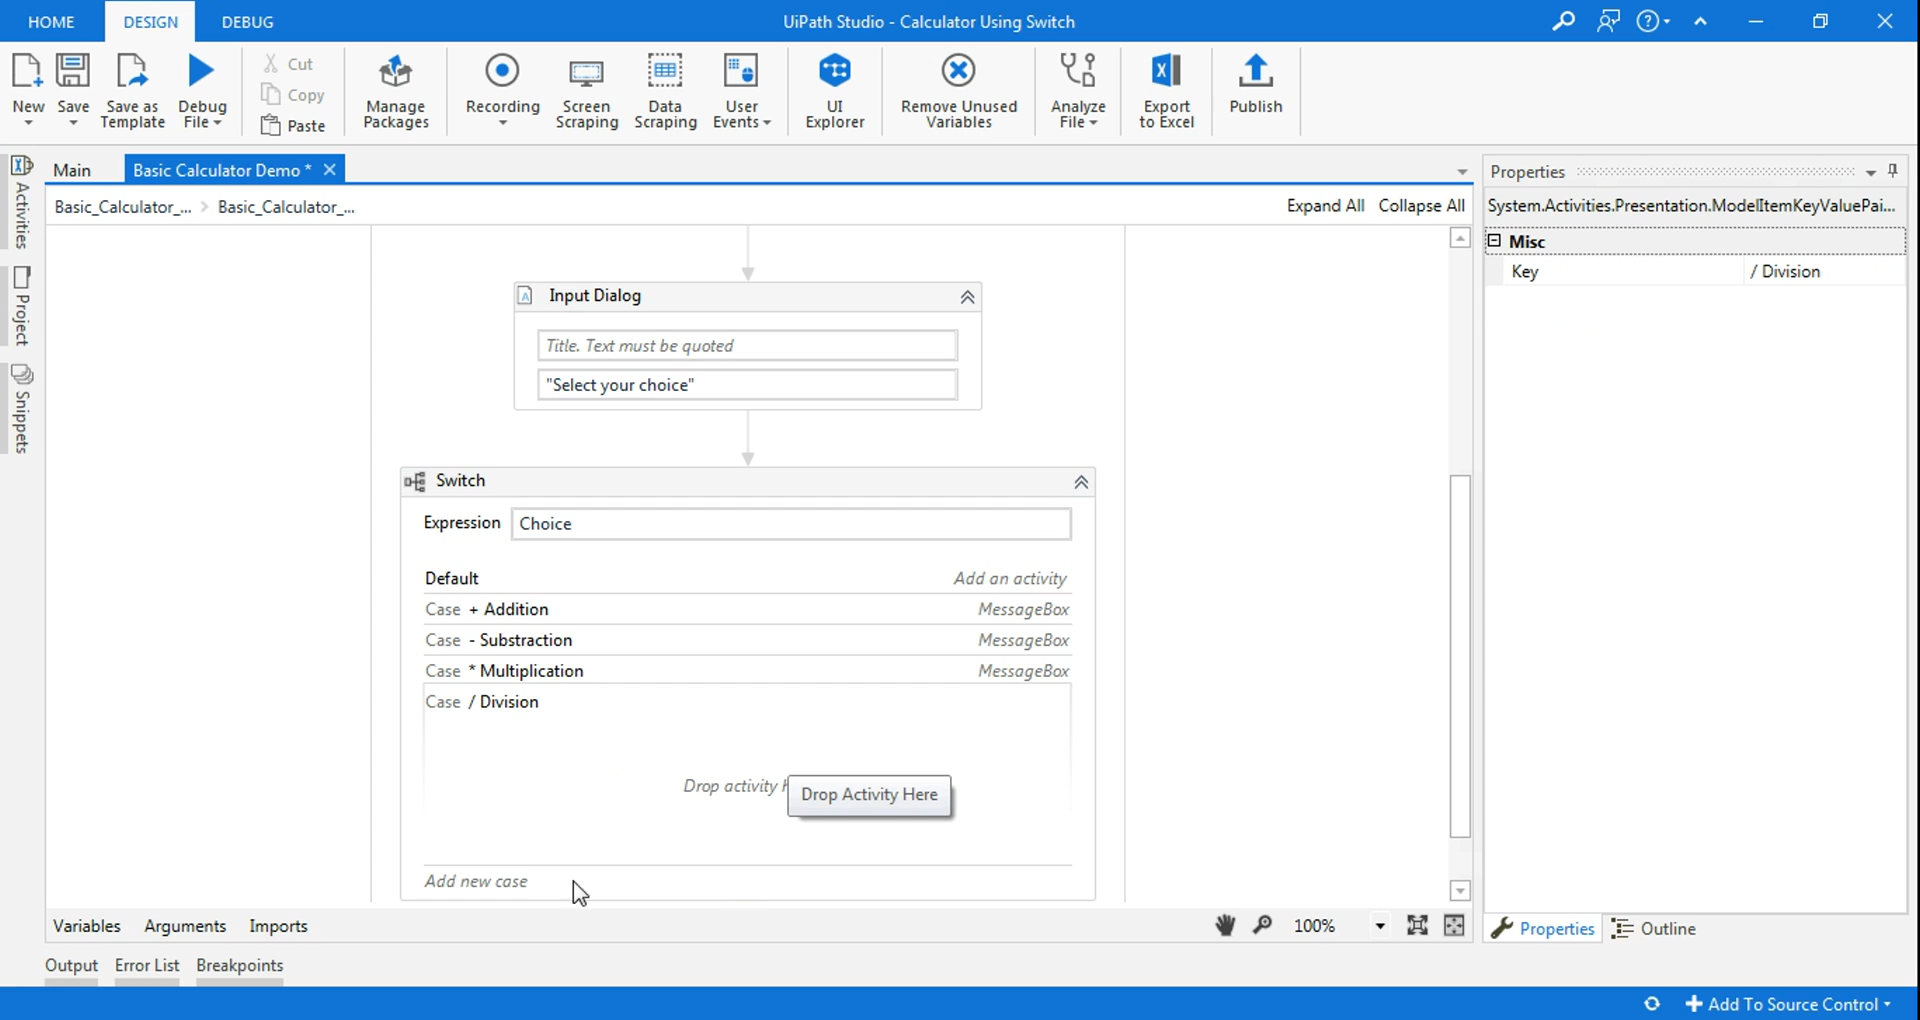 HOME DESIGN DEBUG UiPath Studio - Calculator Using Switch
New Save Save as Template Debug File Cut Copy Paste Manage Packages Recording Screen Scraping Data Scraping User Events UI Explorer Remove Unused Variables Analyze File Export to Excel Publish
Activities
Project
Snippets
Main Basic Calculator Demo *
Basic_Calculator_... > Basic_Calculator_... Expand All Collapse All
Input Dialog
Title. Text must be quoted
"Select your choice"
Switch
Expression Choice
Default Add an activity
Case + Addition MessageBox
Case - Substraction MessageBox
Case * Multiplication MessageBox
Case / Division
Drop activity
Drop Activity Here
Add new case
Variables Arguments Imports 100%
Output Error List Breakpoints
Properties
System.Activities.Presentation.ModelItemKeyValuePai...
Misc
Key / Division
Properties Outline
Add To Source Control